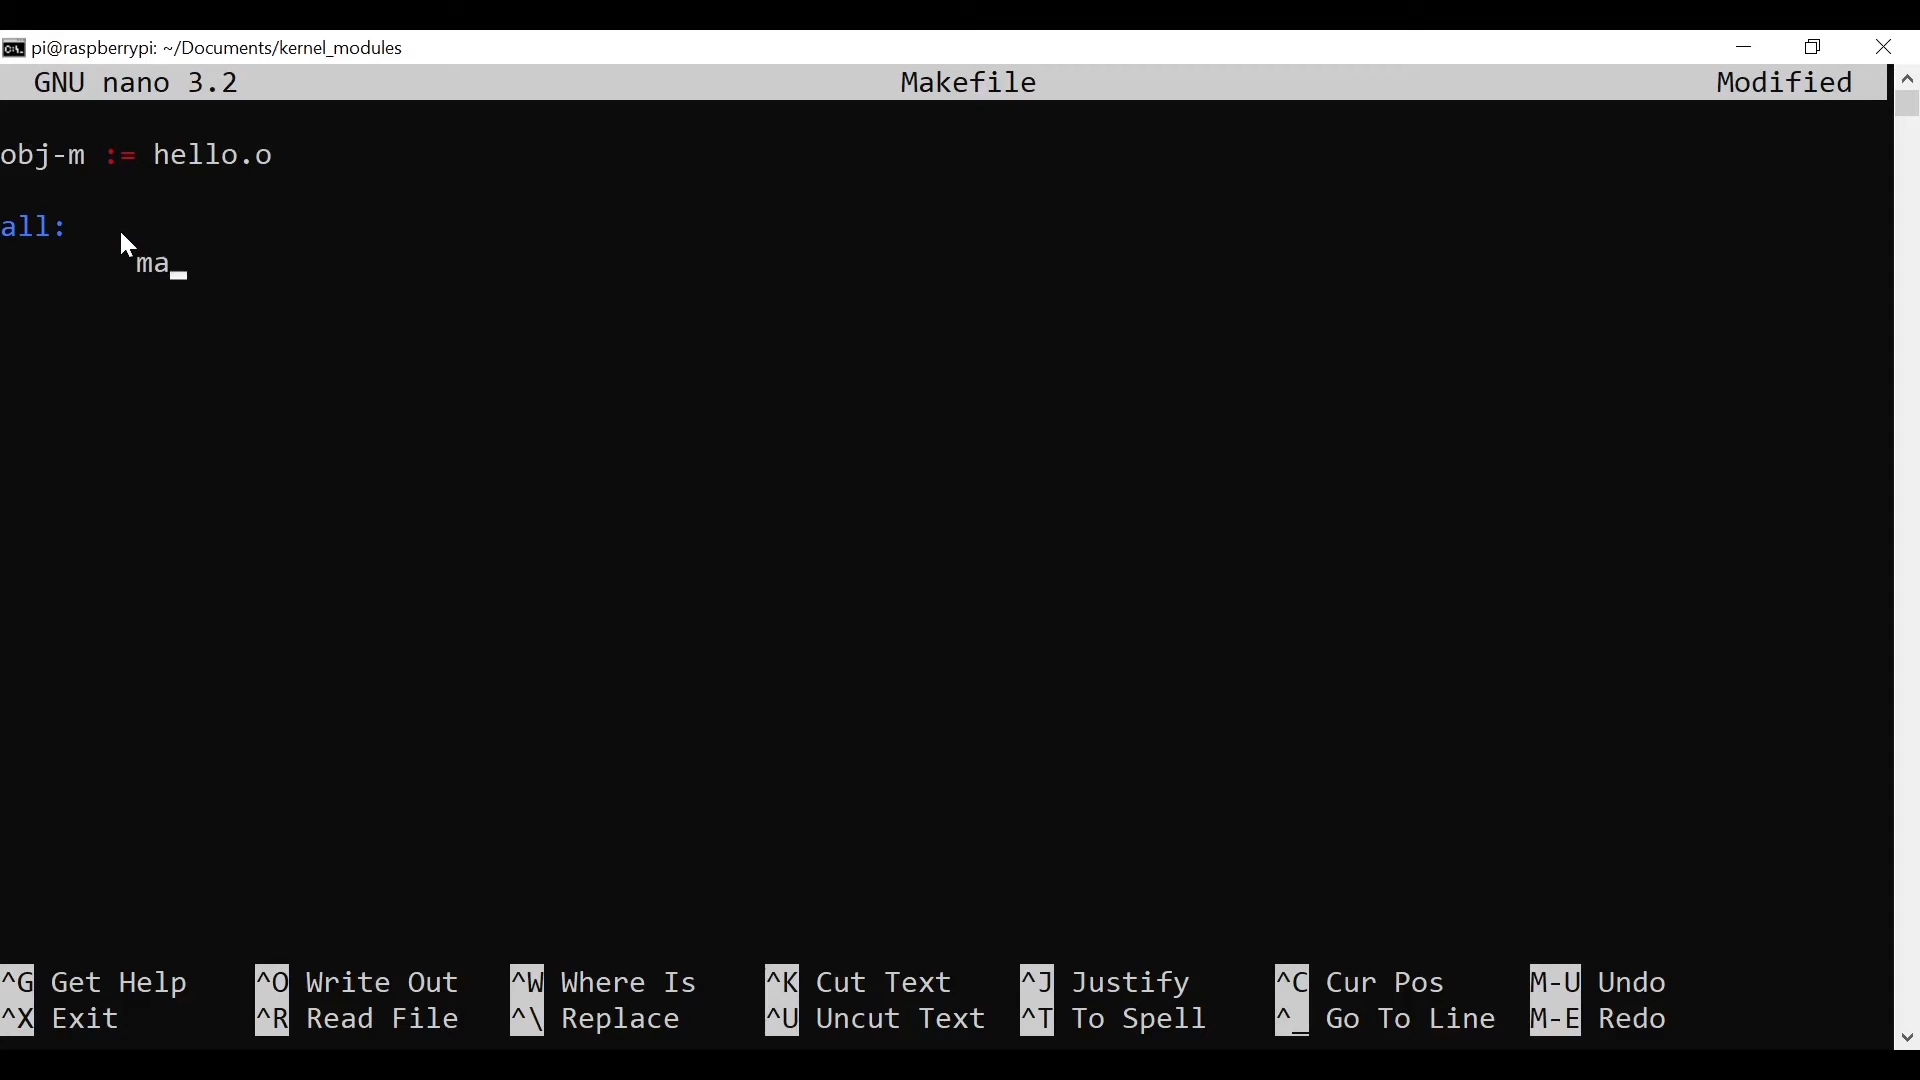 pi@raspberrypi: ~/Documents/kernel_modules
GNU nano 3.2 Makefile Modified
obj-m := hello.o
all:
ma
^G Get Help ^O Write Out ^W Where Is ^K Cut Text ^J Justify ^C Cur Pos M-U Undo
^X Exit ^R Read File ^\ Replace ^U Uncut Text ^T To Spell ^_ Go To Line M-E Redo